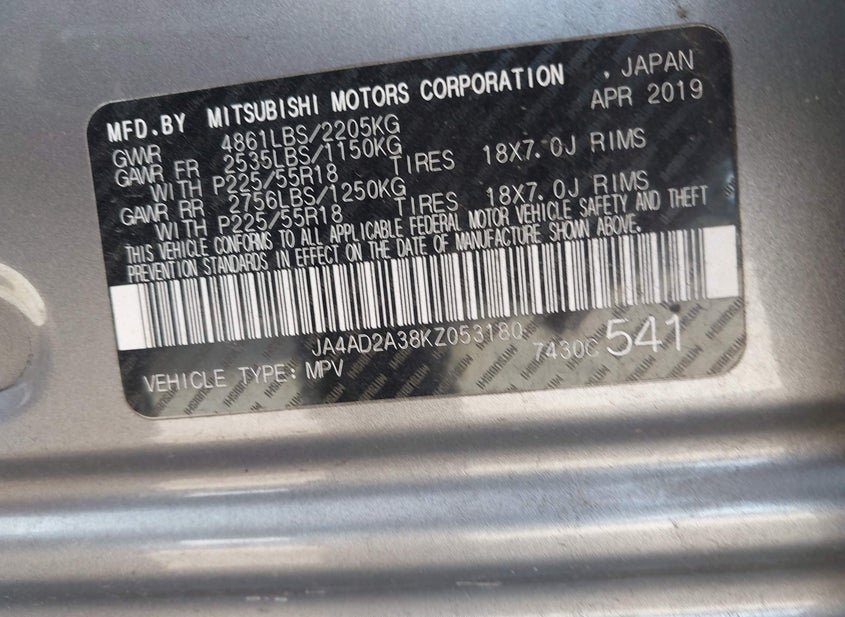 MFD.BY MITSUBISHI MOTORS CORPORATION , JAPAN
GVWR 4861LBS/2205KG APR 2019
GAWR FR 2535LBS/1150KG
WITH P225/55R18 TIRES 18X7.0J RIMS
GAWR RR 2756LBS/1250KG
WITH P225/55R18 TIRES 18X7.0J RIMS
THIS VEHICLE CONFORMS TO ALL APPLICABLE FEDERAL MOTOR VEHICLE SAFETY AND THEFT
PREVENTION STANDARDS IN EFFECT ON THE DATE OF MANUFACTURE SHOWN ABOVE.
JA4AD2A38KZ053180 7430C 541
VEHICLE TYPE: MPV